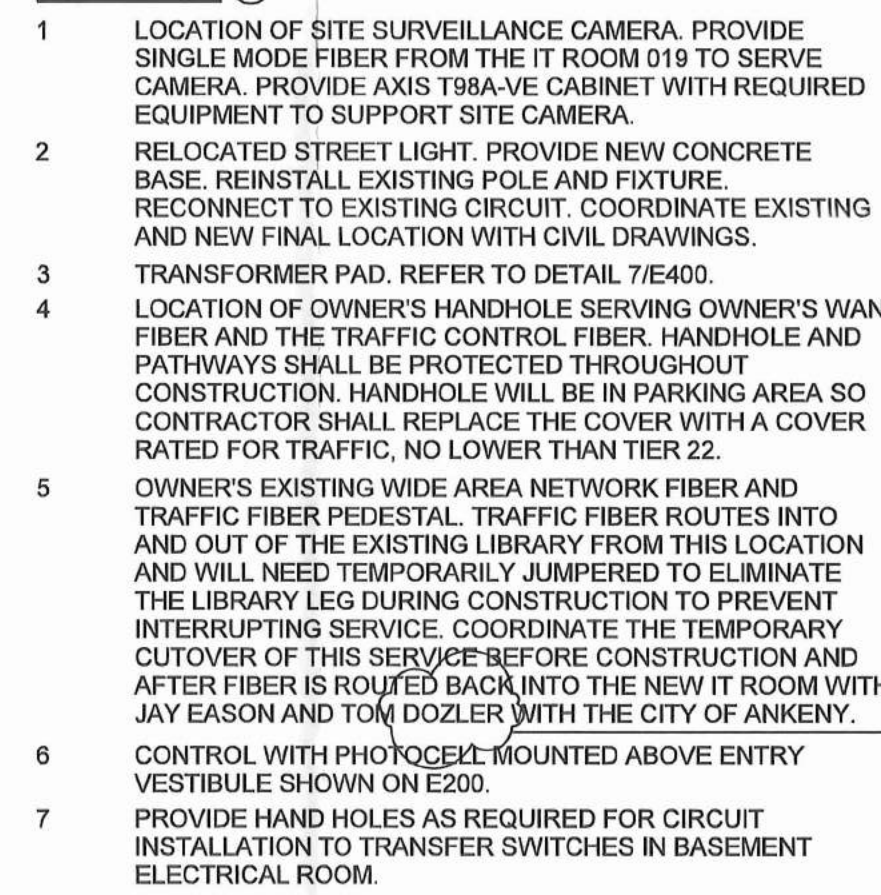 1 LOCATION OF SITE SURVEILLANCE CAMERA. PROVIDE
SINGLE MODE FIBER FROM THE IT ROOM 019 TO SERVE
CAMERA. PROVIDE AXIS T98A-VE CABINET WITH REQUIRED
EQUIPMENT TO SUPPORT SITE CAMERA.
2 RELOCATED STREET LIGHT. PROVIDE NEW CONCRETE
BASE. REINSTALL EXISTING POLE AND FIXTURE.
RECONNECT TO EXISTING CIRCUIT. COORDINATE EXISTING
AND NEW FINAL LOCATION WITH CIVIL DRAWINGS.
3 TRANSFORMER PAD. REFER TO DETAIL 7/E400.
4 LOCATION OF OWNER'S HANDHOLE SERVING OWNER'S WAN
FIBER AND THE TRAFFIC CONTROL FIBER. HANDHOLE AND
PATHWAYS SHALL BE PROTECTED THROUGHOUT
CONSTRUCTION. HANDHOLE WILL BE IN PARKING AREA SO
CONTRACTOR SHALL REPLACE THE COVER WITH A COVER
RATED FOR TRAFFIC, NO LOWER THAN TIER 22.
5 OWNER'S EXISTING WIDE AREA NETWORK FIBER AND
TRAFFIC FIBER PEDESTAL. TRAFFIC FIBER ROUTES INTO
AND OUT OF THE EXISTING LIBRARY FROM THIS LOCATION
AND WILL NEED TEMPORARILY JUMPERED TO ELIMINATE
THE LIBRARY LEG DURING CONSTRUCTION TO PREVENT
INTERRUPTING SERVICE. COORDINATE THE TEMPORARY
CUTOVER OF THIS SERVICE BEFORE CONSTRUCTION AND
AFTER FIBER IS ROUTED BACK INTO THE NEW IT ROOM WITH
JAY EASON AND TOM DOZLER WITH THE CITY OF ANKENY.
6 CONTROL WITH PHOTOCELL MOUNTED ABOVE ENTRY
VESTIBULE SHOWN ON E200.
7 PROVIDE HAND HOLES AS REQUIRED FOR CIRCUIT
INSTALLATION TO TRANSFER SWITCHES IN BASEMENT
ELECTRICAL ROOM.